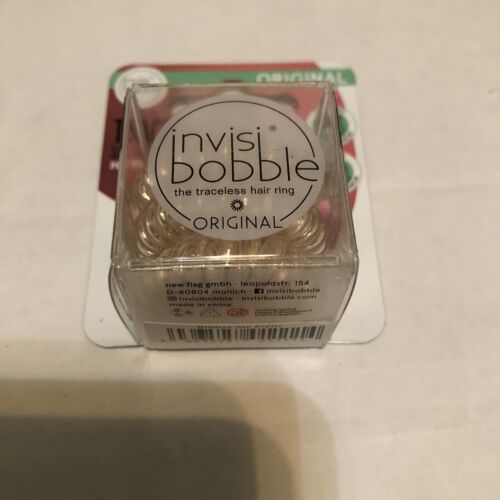 ORIGINAL
invisi®
bobble
the traceless hair ring
ORIGINAL
new flag gmbh · leopoldstr. 154
D-80804 munich · invisibobble
invisibobble · invisibobble.com
made in china